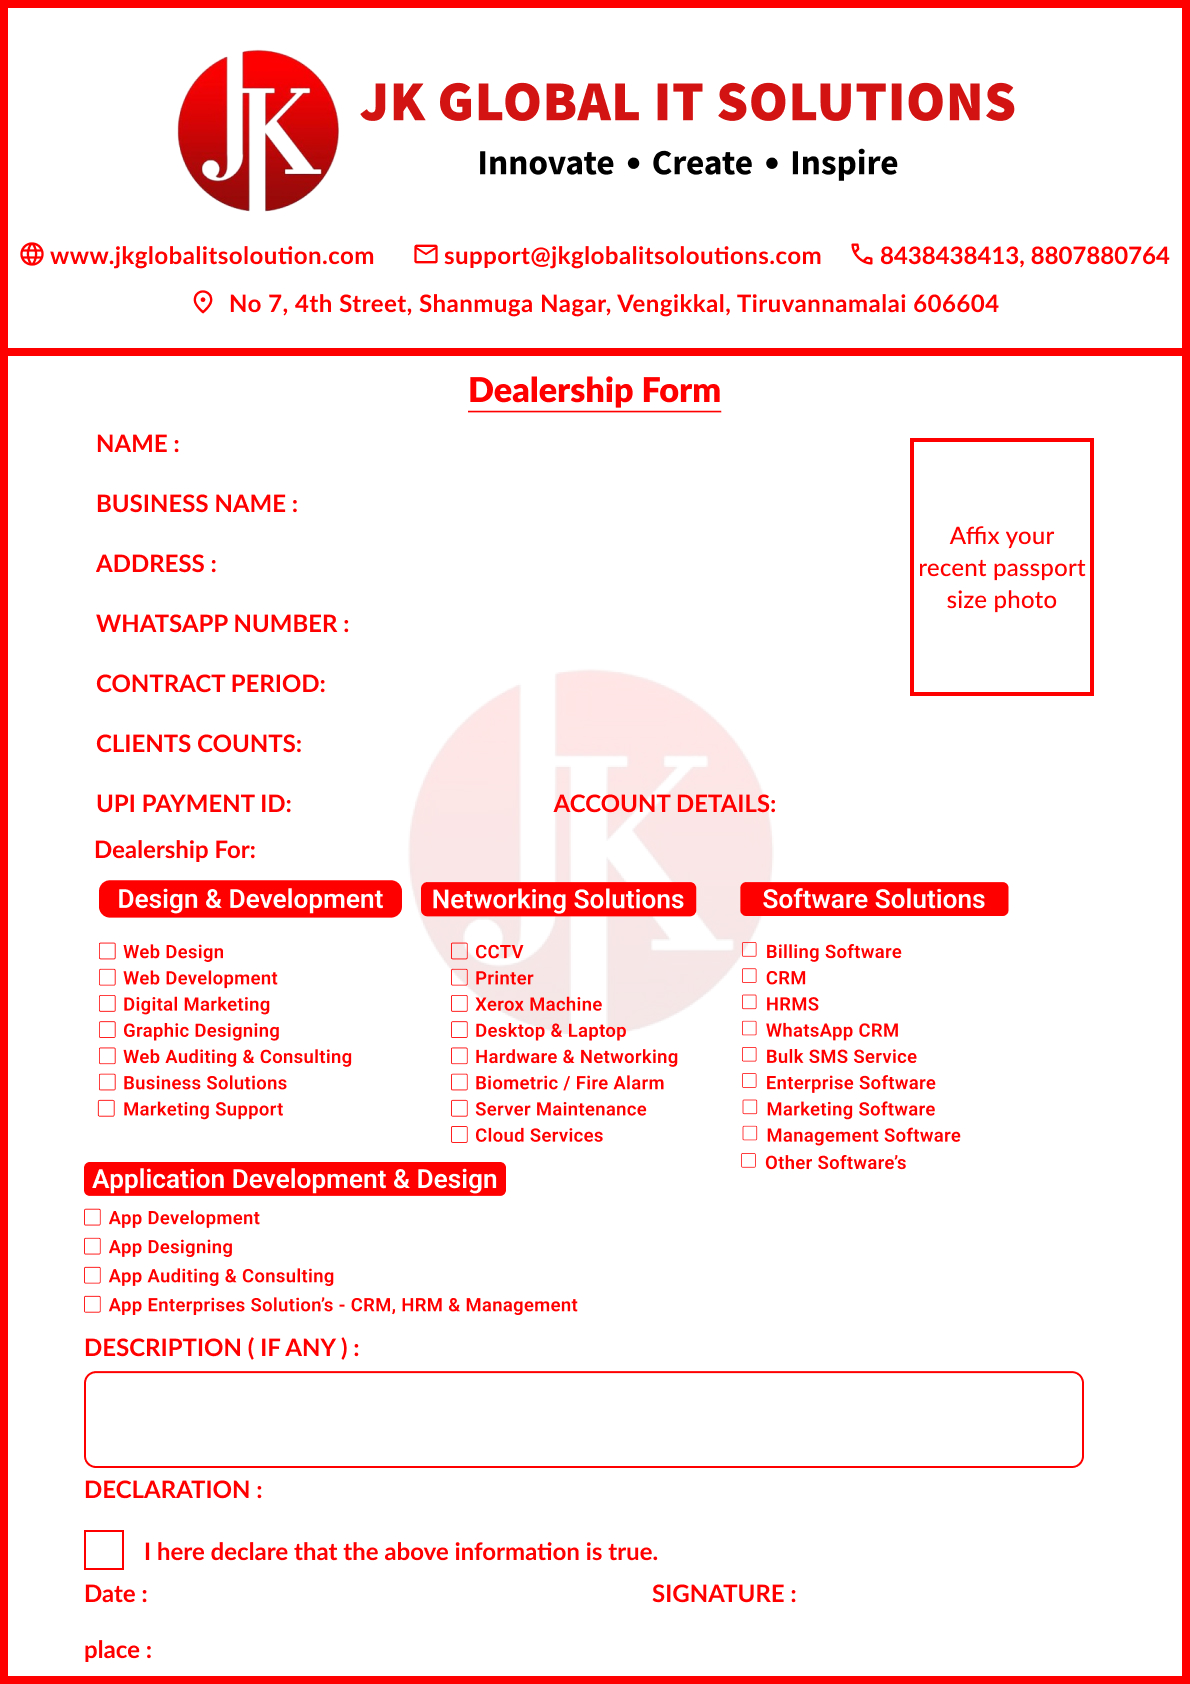 JK
JK GLOBAL IT SOLUTIONS
Innovate • Create • Inspire
www.jkglobalitsoloution.com support@jkglobalitsoloutions.com 8438438413, 8807880764
No 7, 4th Street, Shanmuga Nagar, Vengikkal, Tiruvannamalai 606604
Dealership Form
NAME :
BUSINESS NAME :
ADDRESS :
WHATSAPP NUMBER :
CONTRACT PERIOD:
CLIENTS COUNTS:
Affix your
recent passport
size photo
JK
UPI PAYMENT ID: ACCOUNT DETAILS:
Dealership For:
Design & Development
Web Design
Web Development
Digital Marketing
Graphic Designing
Web Auditing & Consulting
Business Solutions
Marketing Support
Networking Solutions
CCTV
Printer
Xerox Machine
Desktop & Laptop
Hardware & Networking
Biometric / Fire Alarm
Server Maintenance
Cloud Services
Software Solutions
Billing Software
CRM
HRMS
WhatsApp CRM
Bulk SMS Service
Enterprise Software
Marketing Software
Management Software
Other Software's
Application Development & Design
App Development
App Designing
App Auditing & Consulting
App Enterprises Solution's - CRM, HRM & Management
DESCRIPTION ( IF ANY ) :
DECLARATION :
I here declare that the above information is true.
Date : SIGNATURE :
place :